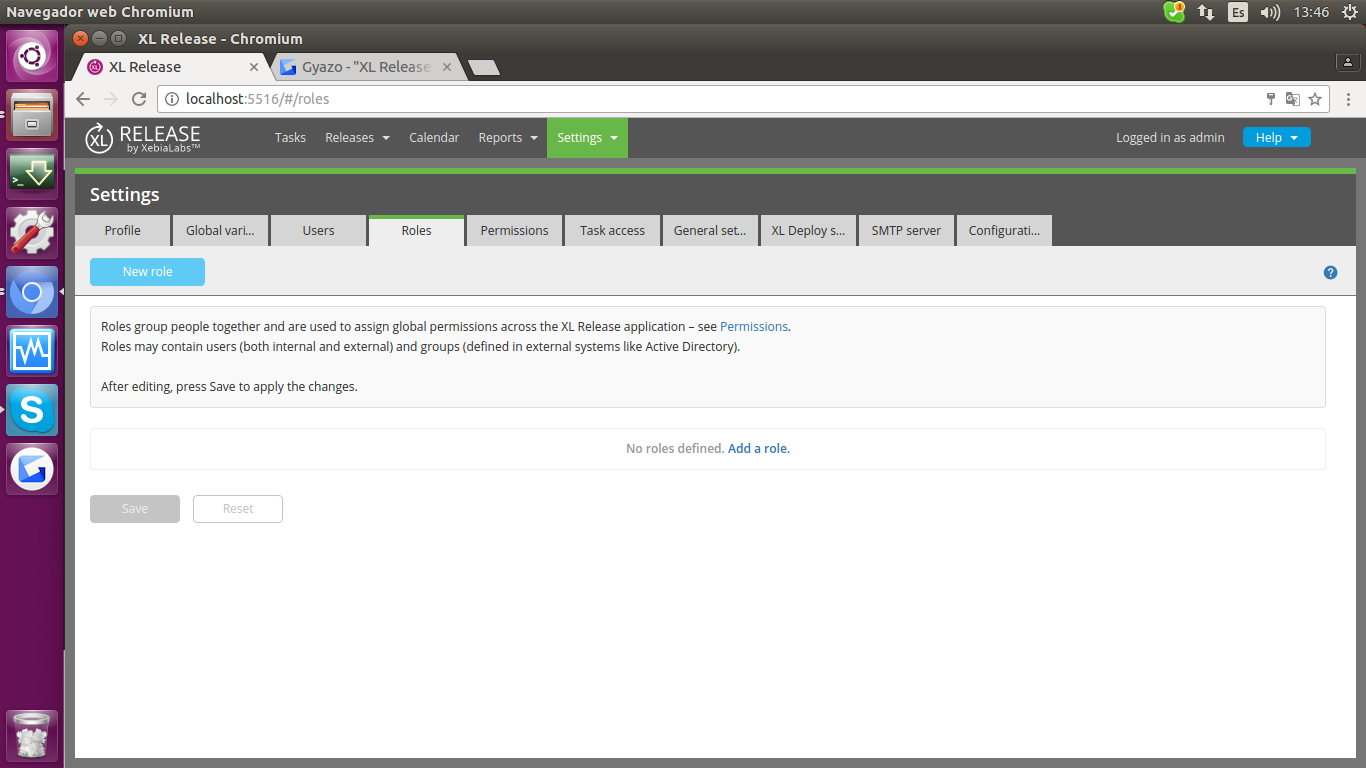 Navegador web Chromium
Es
13:46
XL Release - Chromium
XL Release
Gyazo - "XL Release
localhost:5516/#/roles
XL RELEASE
by XebiaLabs™
Tasks
Releases
Calendar
Reports
Settings
Logged in as admin
Help
Settings
Profile
Global vari...
Users
Roles
Permissions
Task access
General set...
XL Deploy s...
SMTP server
Configurati...
New role
?
Roles group people together and are used to assign global permissions across the XL Release application – see Permissions.
Roles may contain users (both internal and external) and groups (defined in external systems like Active Directory).
After editing, press Save to apply the changes.
No roles defined. Add a role.
Save
Reset